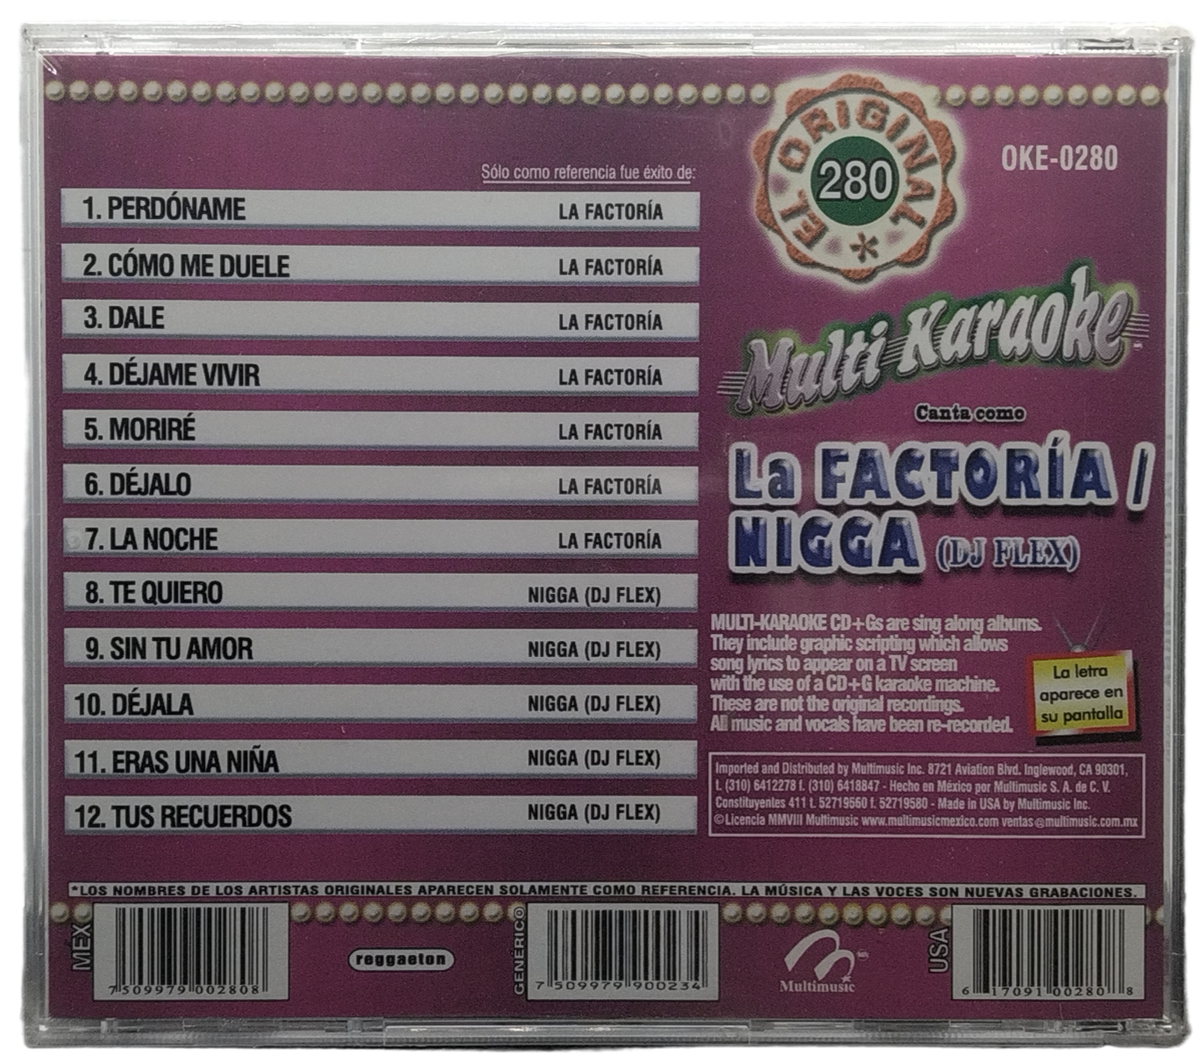 Sólo como referencia fue éxito de:
1. PERDÓNAME LA FACTORÍA
2. CÓMO ME DUELE LA FACTORÍA
3. DALE LA FACTORÍA
4. DÉJAME VIVIR LA FACTORÍA
5. MORIRÉ LA FACTORÍA
6. DÉJALO LA FACTORÍA
7. LA NOCHE LA FACTORÍA
8. TE QUIERO NIGGA (DJ FLEX)
9. SIN TU AMOR NIGGA (DJ FLEX)
10. DÉJALA NIGGA (DJ FLEX)
11. ERAS UNA NIÑA NIGGA (DJ FLEX)
12. TUS RECUERDOS NIGGA (DJ FLEX)
EL ORIGINAL *
280
OKE-0280
Multi Karaoke
Canta como
La FACTORÍA /
NIGGA (DJ FLEX)
MULTI-KARAOKE CD+Gs are sing along albums.
They include graphic scripting which allows
song lyrics to appear on a TV screen
with the use of a CD+G karaoke machine.
These are not the original recordings.
All music and vocals have been re-recorded.
La letra
aparece en
su pantalla
Imported and Distributed by Multimusic Inc. 8721 Aviation Blvd. Inglewood, CA 90301,
t. (310) 6412278 f. (310) 6418847 - Hecho en México por Multimusic S. A. de C. V.
Constituyentes 411 t. 52719560 f. 52719580 - Made in USA by Multimusic Inc.
©Licencia MMVIII Multimusic www.multimusicmexico.com ventas@multimusic.com.mx
*LOS NOMBRES DE LOS ARTISTAS ORIGINALES APARECEN SOLAMENTE COMO REFERENCIA. LA MÚSICA Y LAS VOCES SON NUEVAS GRABACIONES.
MÉX
7 509979 002808
reggaeton
GENERICO
7 509979 900234
Multimusic
USA
6 17091 00280 8